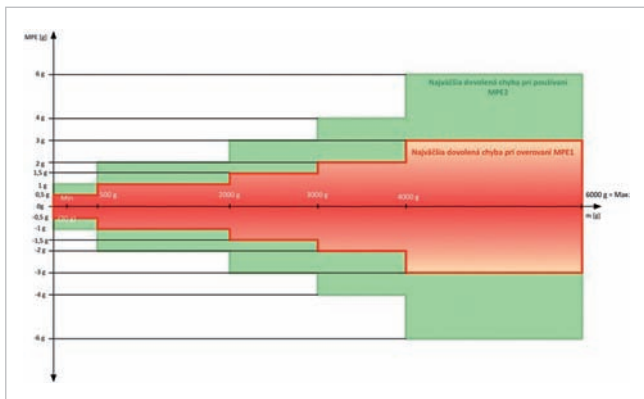 MPE [g]
6 g
Najväčšia dovolená chyba pri používaní
MPE2
4 g
3 g
Najväčšia dovolená chyba pri overovaní MPE1
2 g
1,5 g
1 g
0,5 g
Min
500 g
2000 g
3000 g
4000 g
6000 g = Max
0g
m [g]
-0,5 g
-1 g
-1,5 g
-2 g
-3 g
-4 g
-6 g